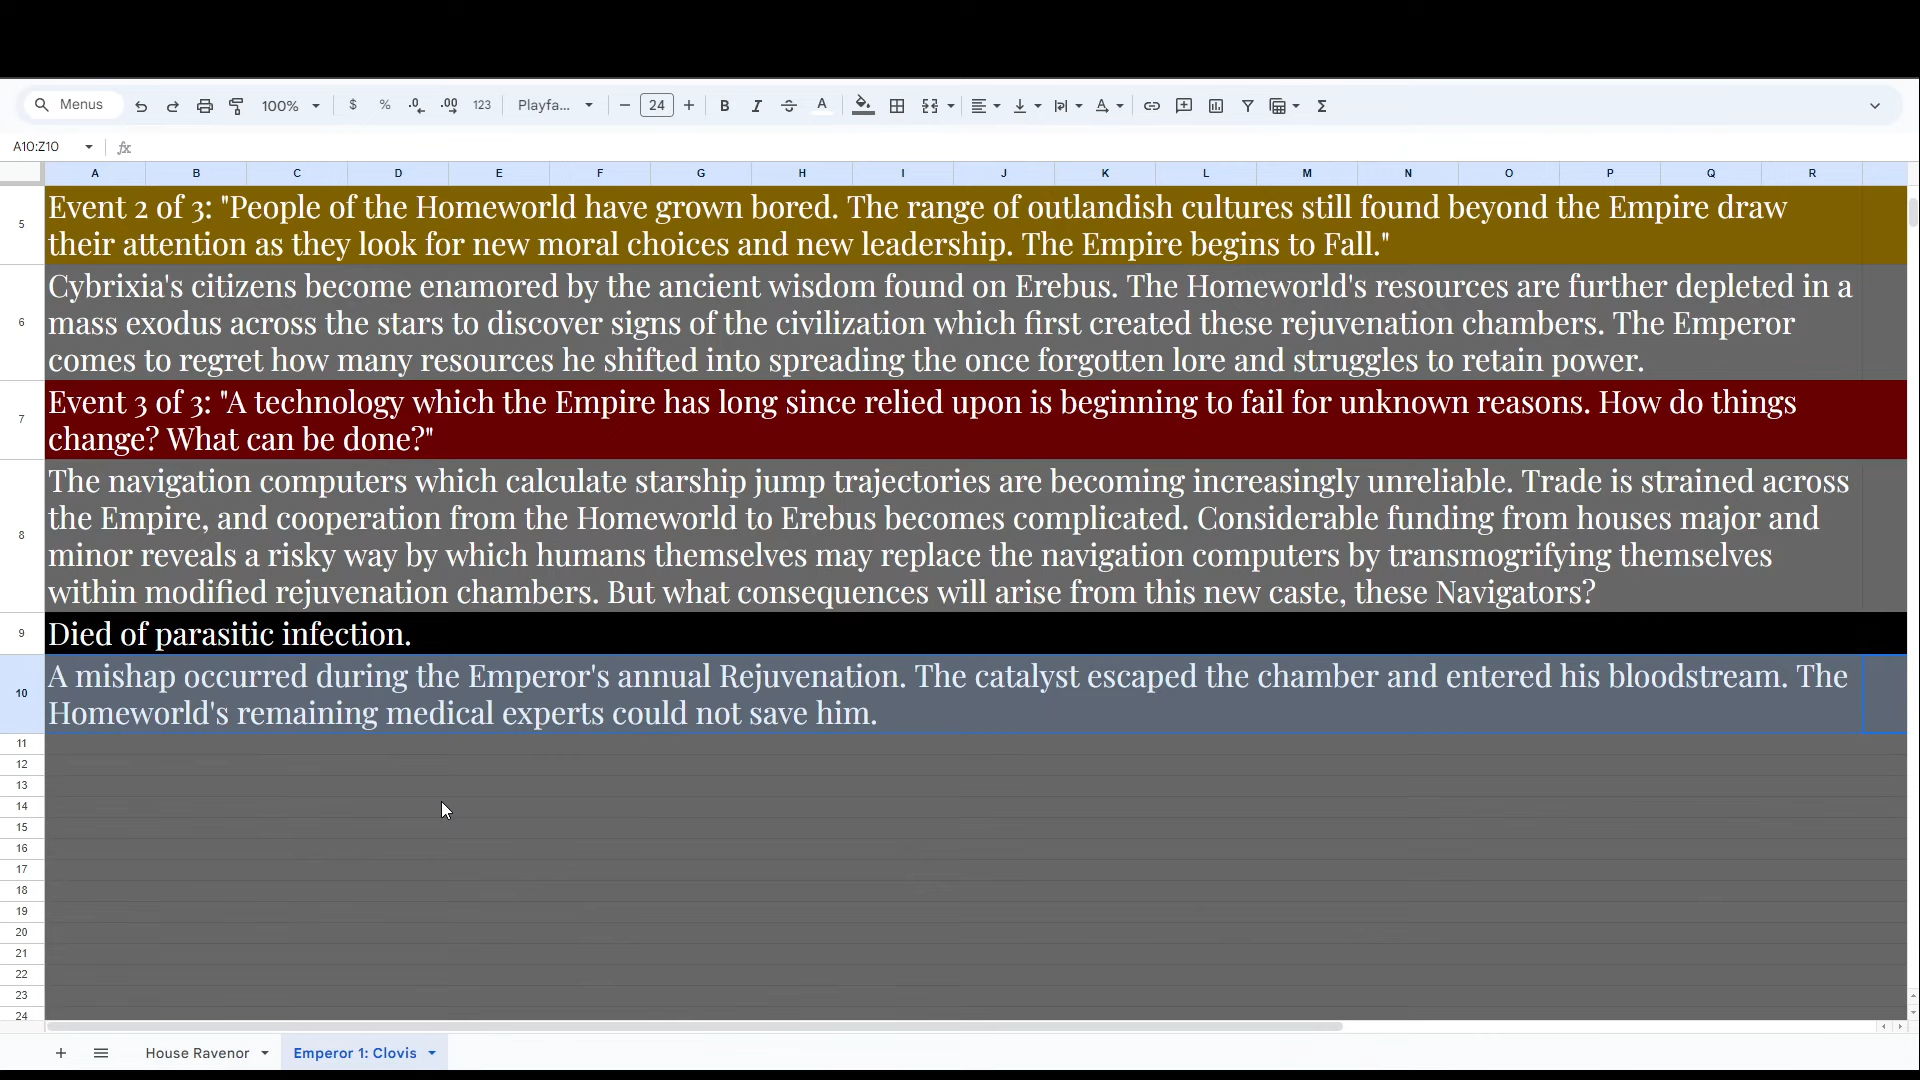 Menus
100%
$
%
.0
.00
123
Playfa...
24
B
I
A
Σ
A10:Z10
fx
A B C D E F G H I J K L M N O P Q R
5
Event 2 of 3: "People of the Homeworld have grown bored. The range of outlandish cultures still found beyond the Empire draw
their attention as they look for new moral choices and new leadership. The Empire begins to Fall."
6
Cybrixia's citizens become enamored by the ancient wisdom found on Erebus. The Homeworld's resources are further depleted in a
mass exodus across the stars to discover signs of the civilization which first created these rejuvenation chambers. The Emperor
comes to regret how many resources he shifted into spreading the once forgotten lore and struggles to retain power.
7
Event 3 of 3: "A technology which the Empire has long since relied upon is beginning to fail for unknown reasons. How do things
change? What can be done?"
8
The navigation computers which calculate starship jump trajectories are becoming increasingly unreliable. Trade is strained across
the Empire, and cooperation from the Homeworld to Erebus becomes complicated. Considerable funding from houses major and
minor reveals a risky way by which humans themselves may replace the navigation computers by transmogrifying themselves
within modified rejuvenation chambers. But what consequences will arise from this new caste, these Navigators?
9
Died of parasitic infection.
10
A mishap occurred during the Emperor's annual Rejuvenation. The catalyst escaped the chamber and entered his bloodstream. The
Homeworld's remaining medical experts could not save him.
11
12
13
14
15
16
17
18
19
20
21
22
23
24
House Ravenor
Emperor 1: Clovis